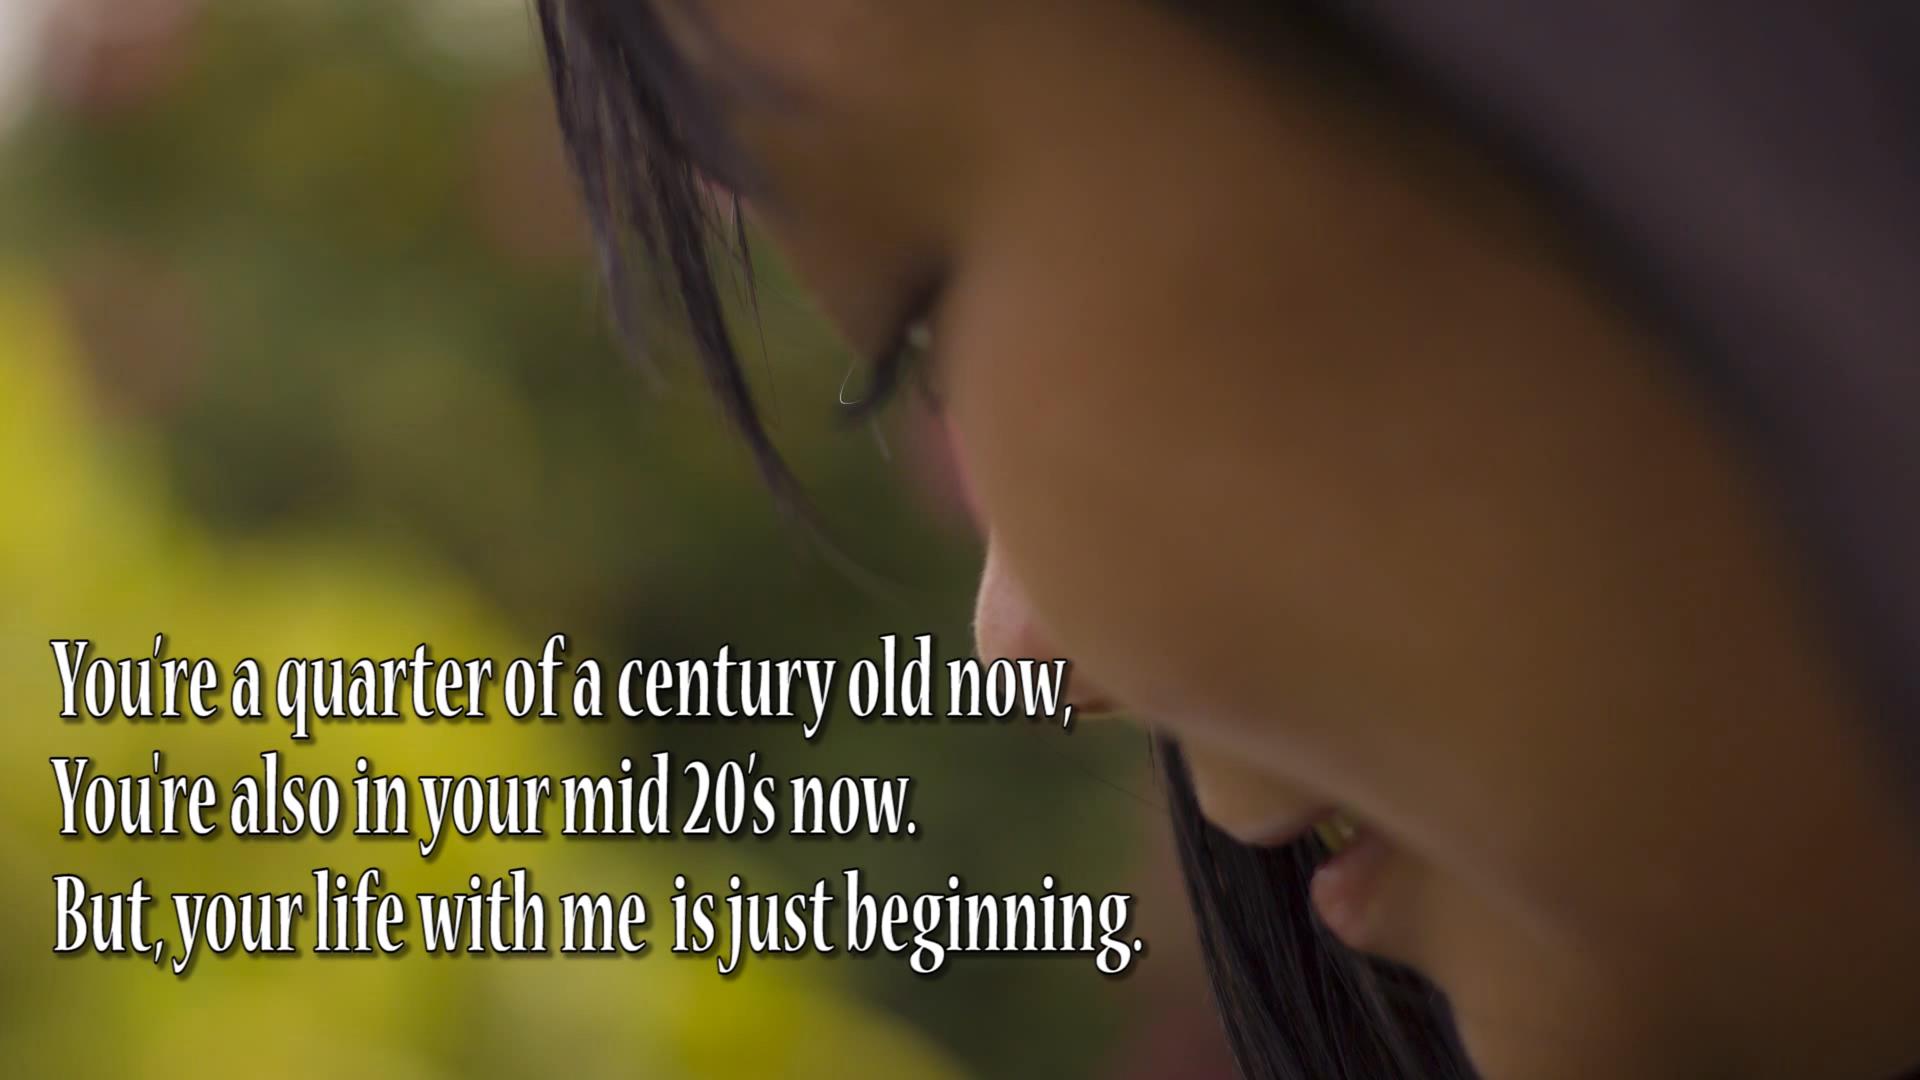 You're a quarter of a century old now,
You're also in your mid 20's now.
But, your life with me is just beginning.